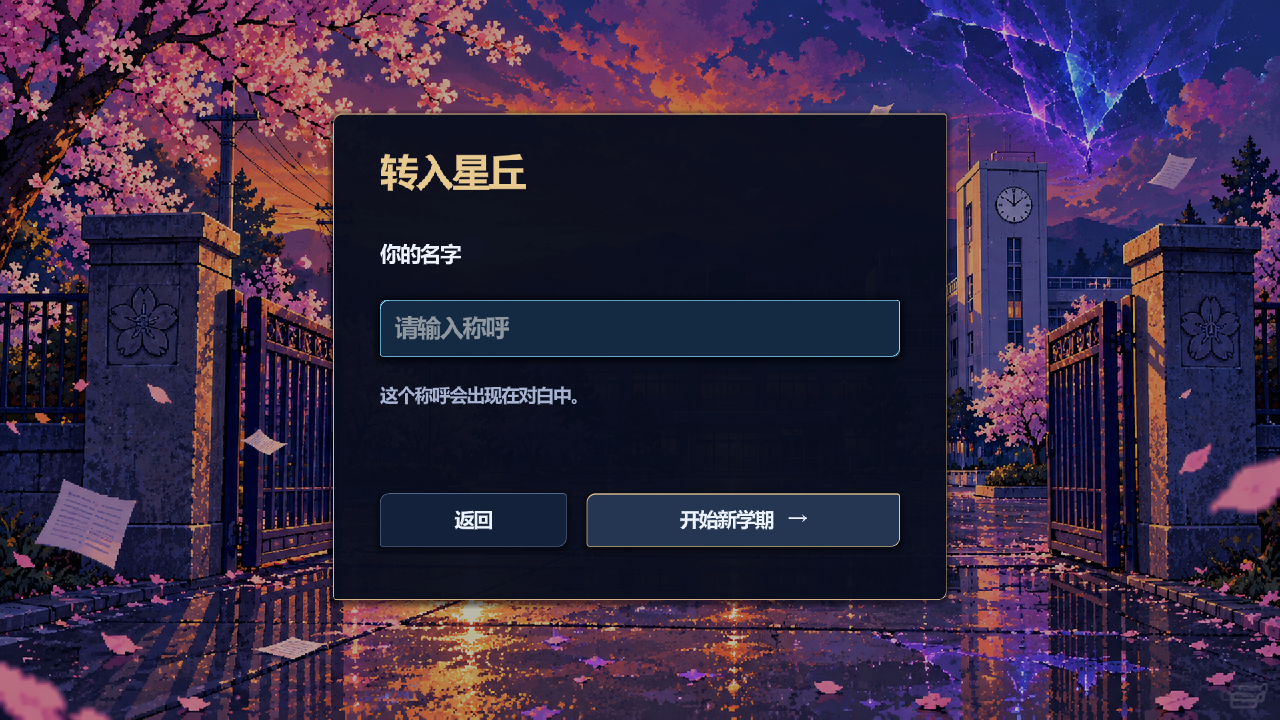 转入星丘
你的名字
请输入称呼
这个称呼会出现在对白中。
返回
开始新学期 →